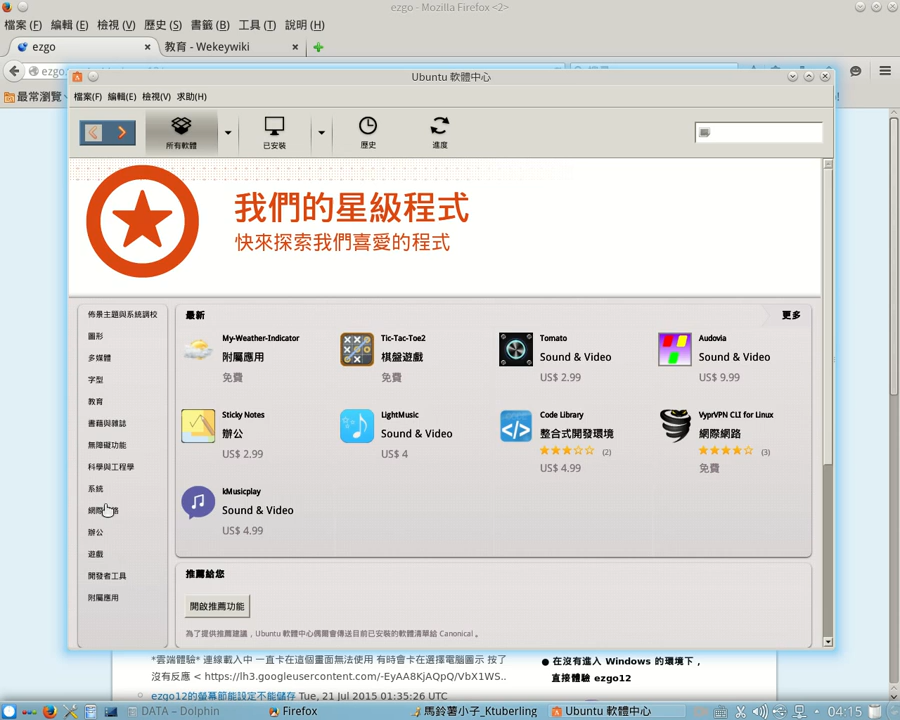 ezgo - Mozilla Firefox <2>
檔案 (F) 編輯 (E) 檢視 (V) 歷史 (S) 書籤 (B) 工具 (T) 說明 (H)
ezgo
教育 - Wekeywiki
Ubuntu 軟體中心
最常瀏覽
檔案(F) 編輯(E) 檢視(V) 求助(H)
所有軟體
已安裝
歷史
進度
我們的星級程式
快來探索我們喜愛的程式
佈景主題與系統調校
圖形
多媒體
字型
教育
書籍與雜誌
無障礙功能
科學與工程學
系統
辦公
遊戲
開發者工具
附屬應用
最新
更多
My-Weather-Indicator
附屬應用
免費
Tic-Tac-Toe2
棋盤遊戲
免費
Tomato
Sound & Video
US$ 2.99
Audovia
Sound & Video
US$ 9.99
Sticky Notes
辦公
US$ 2.99
LightMusic
Sound & Video
US$ 4
Code Library
整合式開發環境
(2)
US$ 4.99
VyprVPN CLI for Linux
網際網路
(3)
免費
kMusicplay
Sound & Video
US$ 4.99
推薦給您
開啟推薦功能
為了提供推薦建議，Ubuntu 軟體中心偶爾會傳送目前已安裝的軟體清單給 Canonical。
*雲端體驗* 連線載入中 一直卡在這個畫面無法使用 有時會卡在選擇電腦圖示 按了
沒有反應 < https://lh3.googleusercontent.com/-EyAA8KjAQpQ/VbX1WS..
ezgo12的螢幕節能設定不能儲存 Tue, 21 Jul 2015 01:35:26 UTC
● 在沒有進入 Windows 的環境下，
直接體驗 ezgo12
DATA – Dolphin
Firefox
馬鈴薯小子_Ktuberling
Ubuntu 軟體中心
04:15